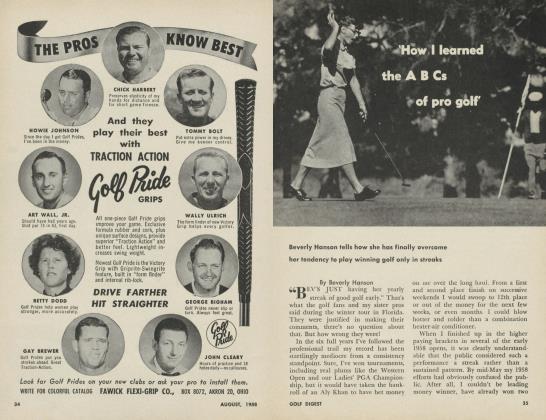 THE PROS KNOW BEST
CHICK HARBERT
Preserves elasticity of my
hands for distance and
for short game finesse.
HOWIE JOHNSON
Since the day I got Golf Prides,
I've been in the money.
TOMMY BOLT
Put extra power in my drives.
Give me keener control.
And they
play their best
with
TRACTION ACTION
Golf Pride
GRIPS
ART WALL, JR.
Should have had years ago.
WALLY ULRICH
The form finder of new Victory
Grip helps every golfer.
All one-piece Golf Pride grips
improve your game. Exclusive
formula rubber and cork, plus
unique surface designs, provide
superior "Traction Action" and
better feel. Lightweight in-
creases swing weight.
Newest Golf Pride is the Victory
Grip with Griprite-Swingrite
feature, built in "form finder"
and internal rib-lock.
DRIVE FARTHER
HIT STRAIGHTER
BETTY DODD
Golf Prides help women play
stronger, more accurately.
GEORGE BIGHAM
Golf Prides never slip or
turn. Always feel great.
Golf Pride
GAY BREWER
Golf Prides put you
strokes ahead. Great
Traction-Action.
JOHN CLEARY
Hours of practice and 18
holes daily—no callouses.
Look for Golf Prides on your new clubs or ask your pro to install them.
WRITE FOR COLORFUL CATALOG FAWICK FLEXI-GRIP CO., BOX 8072, AKRON 20, OHIO
34
AUGUST, 1958
'How I learned
the A B Cs
of pro golf'
Beverly Hanson tells how she has finally overcome
her tendency to play winning golf only in streaks
By Beverly Hanson
"BEV'S JUST having her yearly
streak of good golf early." That's
what the golf fans and my sister pros
said during the winter tour in Florida.
They were justified in making their
comments, there's no question about
that. But how wrong they were!
In the six full years I've followed the
professional trail my record has been
startlingly mediocre from a consistent
standpoint. Sure, I've won tournaments,
including real plums like the Western
Open and our Ladies' PGA Champion-
ship, but it would have taken the bank-
roll of an Aly Khan to have bet money
on me over the long haul. From a first
and second place finish on successive
weekends I would swoop to 12th place
or out of the money for the next few
weeks, or even months I could blow
hotter and colder than a combination
heater-air conditioner.
When I finished up in the higher
paying brackets in several of the early
1958 opens, it was clearly understand-
able that the public considered such a
performance a streak rather than a
sustained pattern. By mid-May my 1958
efforts had obviously confused the pub-
lic. After all, I couldn't be leading
money winner, have already won two
GOLF DIGEST
35